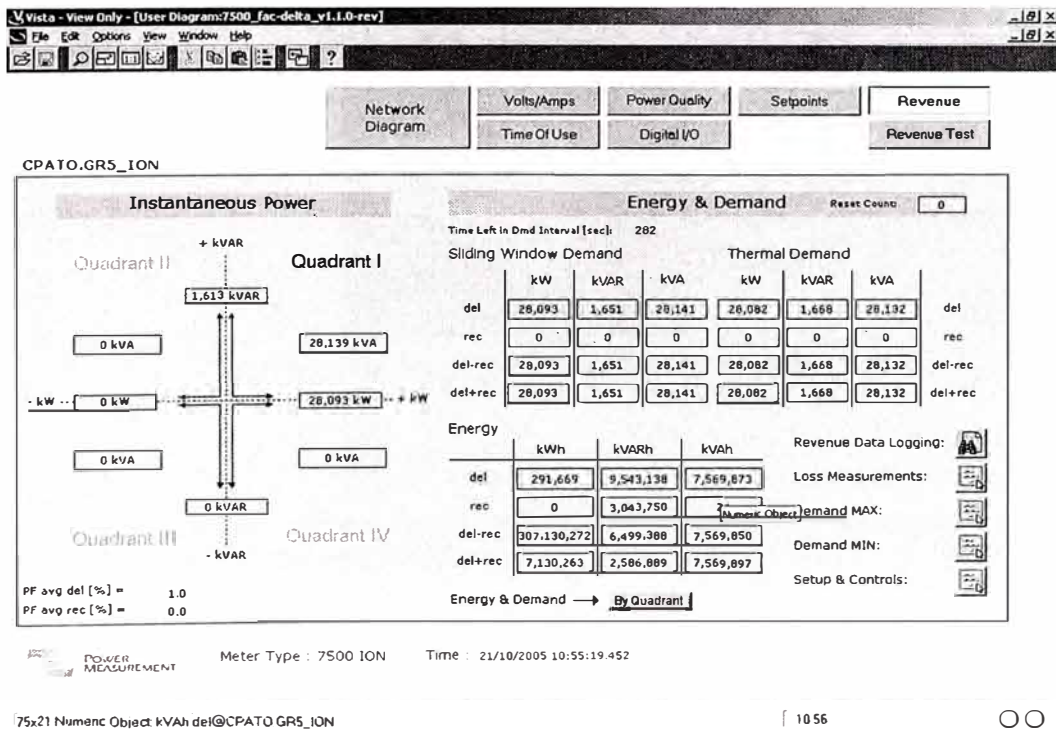 Vista - View Only - [User Diagram:7500_fac-delta_v1.1.0-rev]
File Edit Options View Window Help
Network Diagram
Volts/Amps Power Quality Setpoints Revenue
Time Of Use Digital I/O Revenue Test
CPATO.GR5_ION
Instantaneous Power
Quadrant II
+ kVAR
Quadrant I
1,613 kVAR
0 kVA
28,139 kVA
- kW
0 kW
28,093 kW
+ kW
0 kVA
0 kVA
0 kVAR
Quadrant III
- kVAR
Quadrant IV
PF avg del [%] = 1.0
PF avg rec [%] = 0.0
Energy & Demand
Reset Count: 0
Time Left in Dmd Interval [sec]: 282
Sliding Window Demand Thermal Demand
kW kVAR kVA kW kVAR kVA
del 28,093 1,651 28,141 28,082 1,668 28,132 del
rec 0 0 0 0 0 0 rec
del-rec 28,093 1,651 28,141 28,082 1,668 28,132 del-rec
del+rec 28,093 1,651 28,141 28,082 1,668 28,132 del+rec
Energy
kWh kVARh kVAh
del 291,669 9,543,138 7,569,873
rec 0 3,043,750 2
Numeric Object
del-rec 307,130,272 6,499,388 7,569,850
del+rec 7,130,263 2,586,889 7,569,897
Revenue Data Logging:
Loss Measurements:
emand MAX:
Demand MIN:
Setup & Controls:
Energy & Demand → By Quadrant
POWER
MEASUREMENT
Meter Type : 7500 ION Time : 21/10/2005 10:55:19.452
75x21 Numeric Object kVAh del@CPATO GR5_ION 10 56